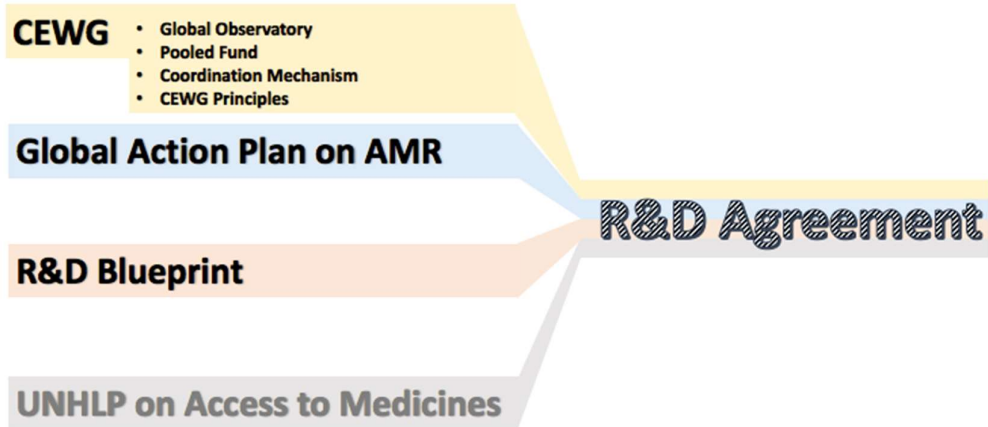 CEWG
• Global Observatory
• Pooled Fund
• Coordination Mechanism
• CEWG Principles
Global Action Plan on AMR
R&D Agreement
R&D Blueprint
UNHLP on Access to Medicines